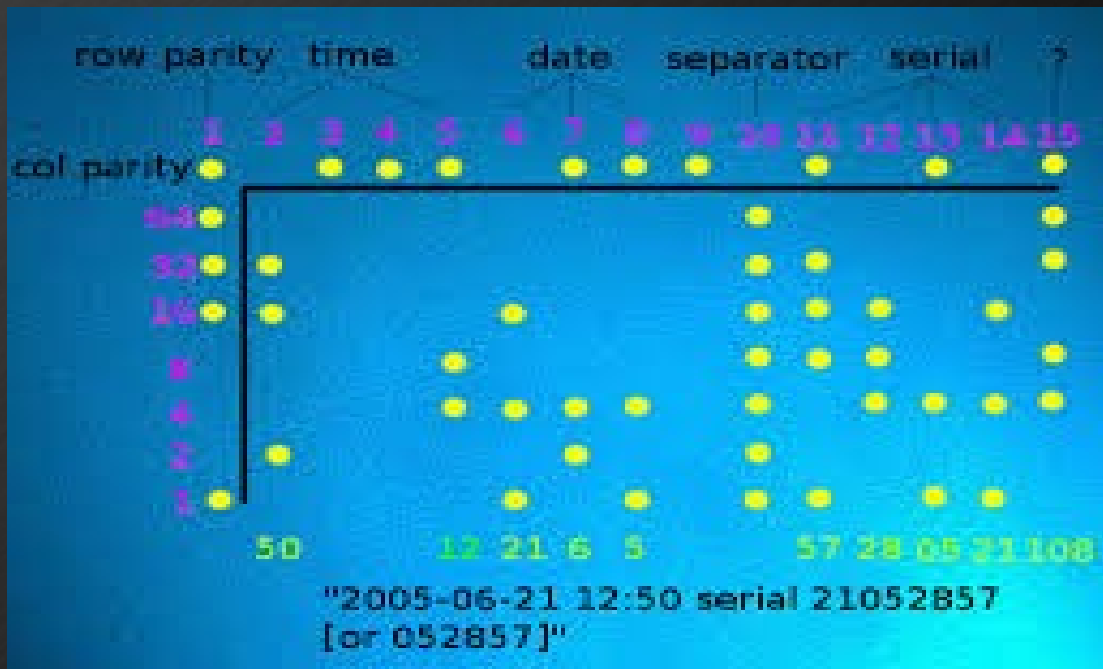 row parity time date separator serial ?
1 2 3 4 5 6 7 8 9 10 11 12 13 14 15
col parity
64
32
16
8
4
2
1
50 12 21 6 5 57 28 05 21 108
"2005-06-21 12:50 serial 21052857
[or 052857]"